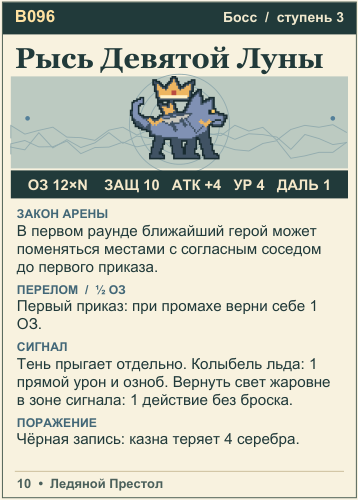 B096
Босс / ступень 3
Рысь Девятой Луны
ОЗ 12×N ЗАЩ 10 АТК +4 УР 4 ДАЛЬ 1
ЗАКОН АРЕНЫ
В первом раунде ближайший герой может
поменяться местами с согласным соседом
до первого приказа.
ПЕРЕЛОМ / ½ ОЗ
Первый приказ: при промахе верни себе 1
ОЗ.
СИГНАЛ
Тень прыгает отдельно. Колыбель льда: 1
прямой урон и озноб. Вернуть свет жаровне
в зоне сигнала: 1 действие без броска.
ПОРАЖЕНИЕ
Чёрная запись: казна теряет 4 серебра.
10 • Ледяной Престол